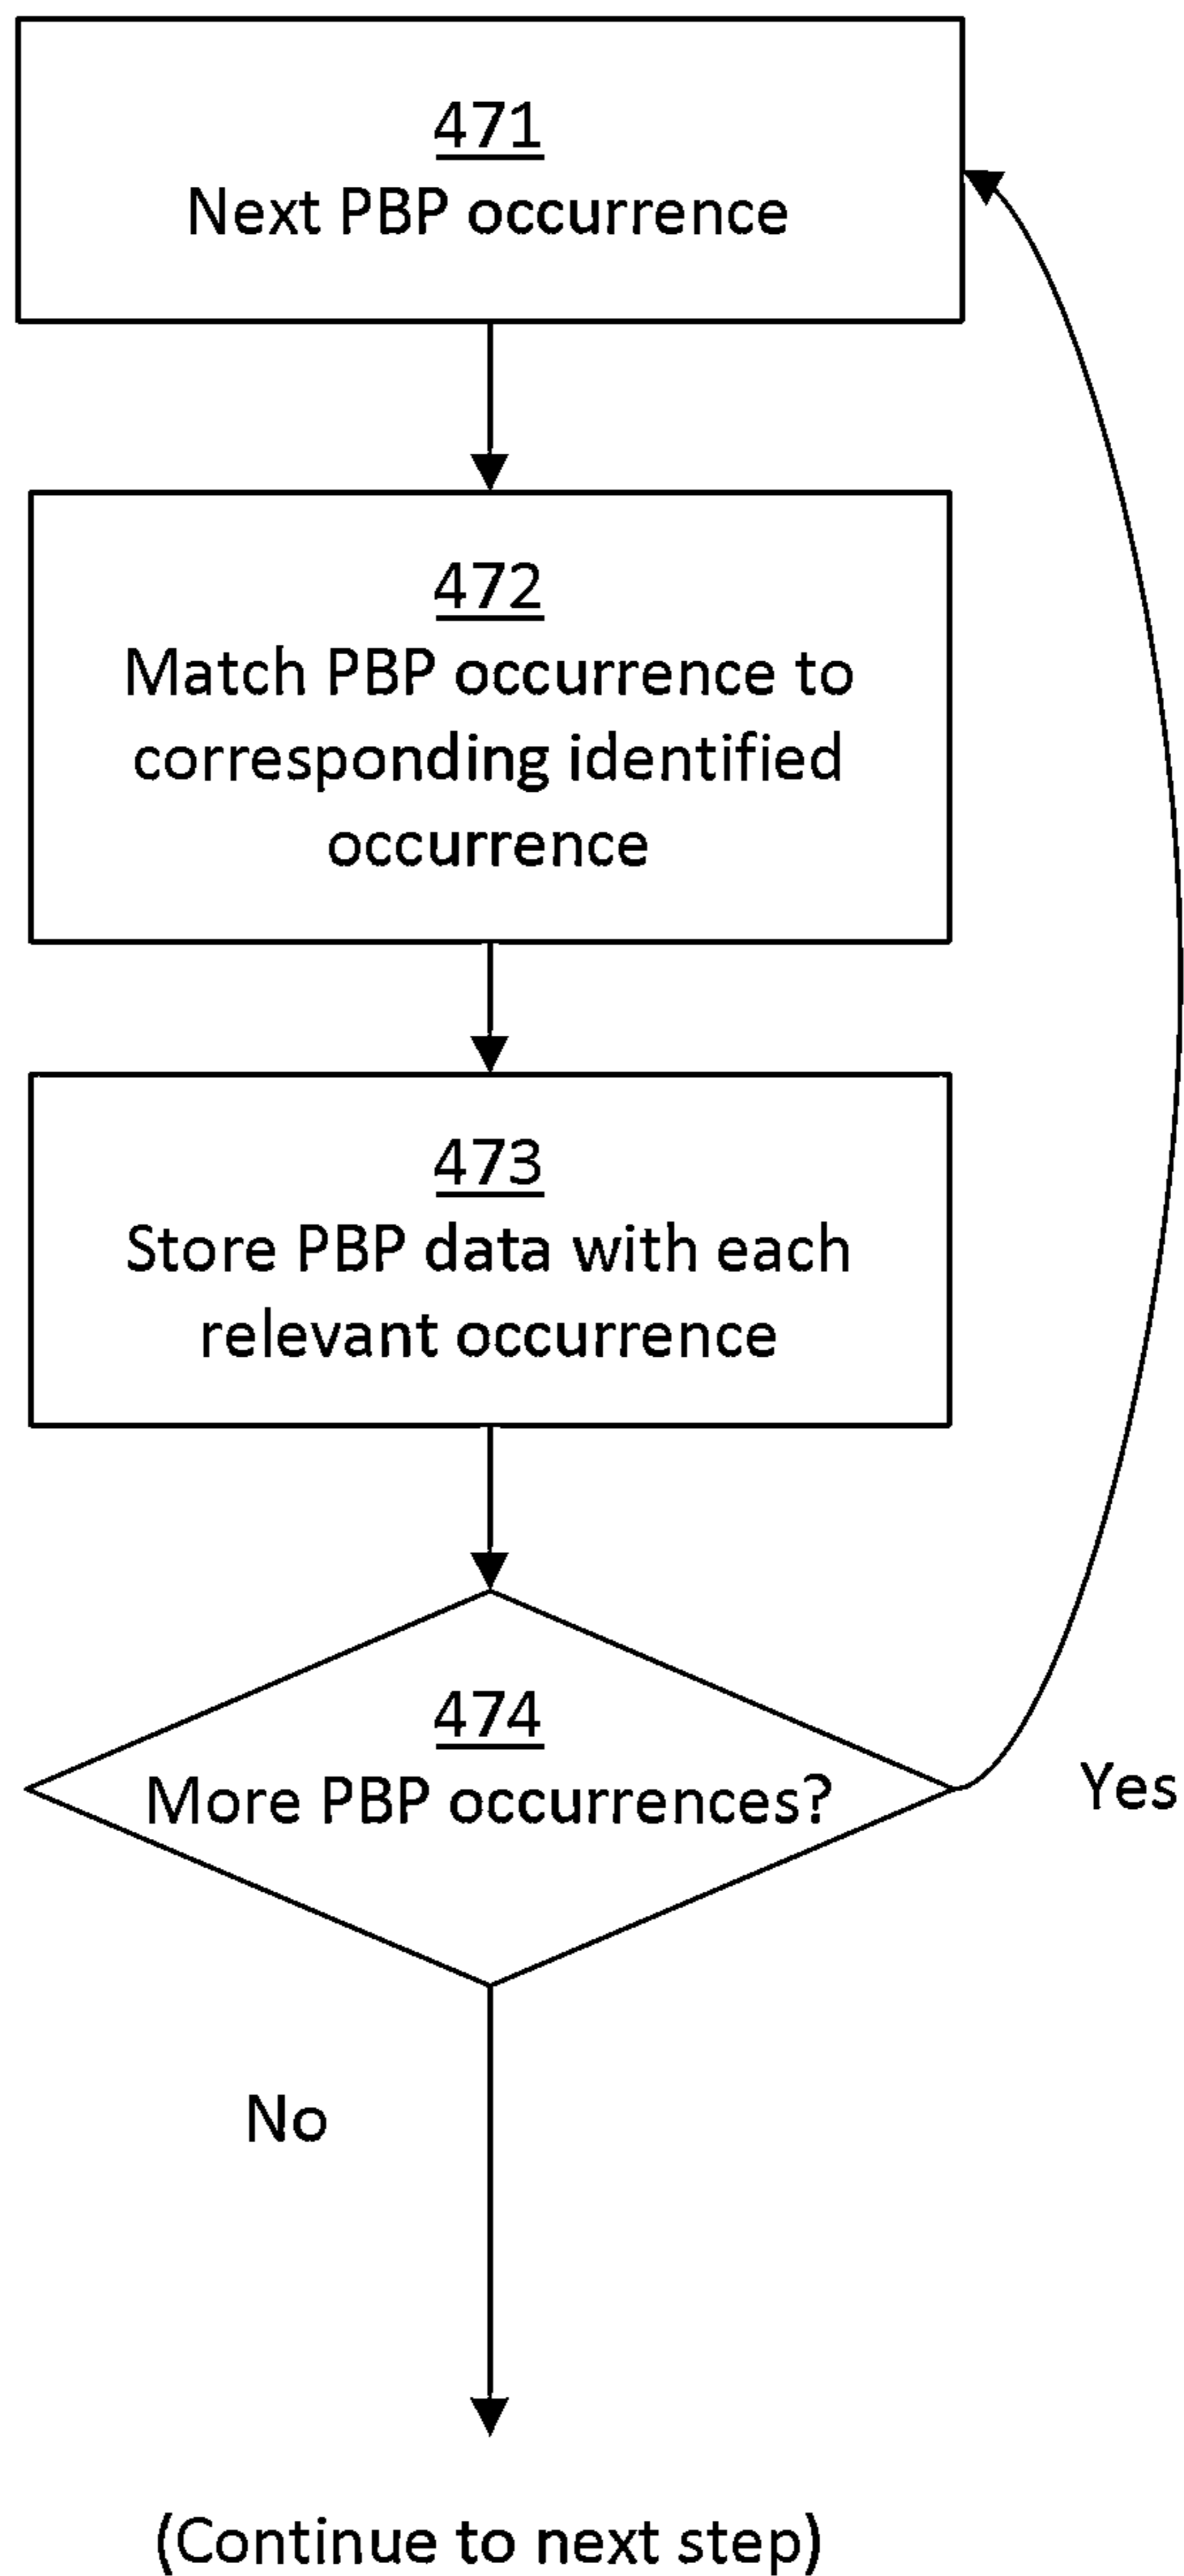 471
Next PBP occurrence
472
Match PBP occurrence to
corresponding identified
occurrence
473
Store PBP data with each
relevant occurrence
474
More PBP occurrences?
Yes
No
(Continue to next step)